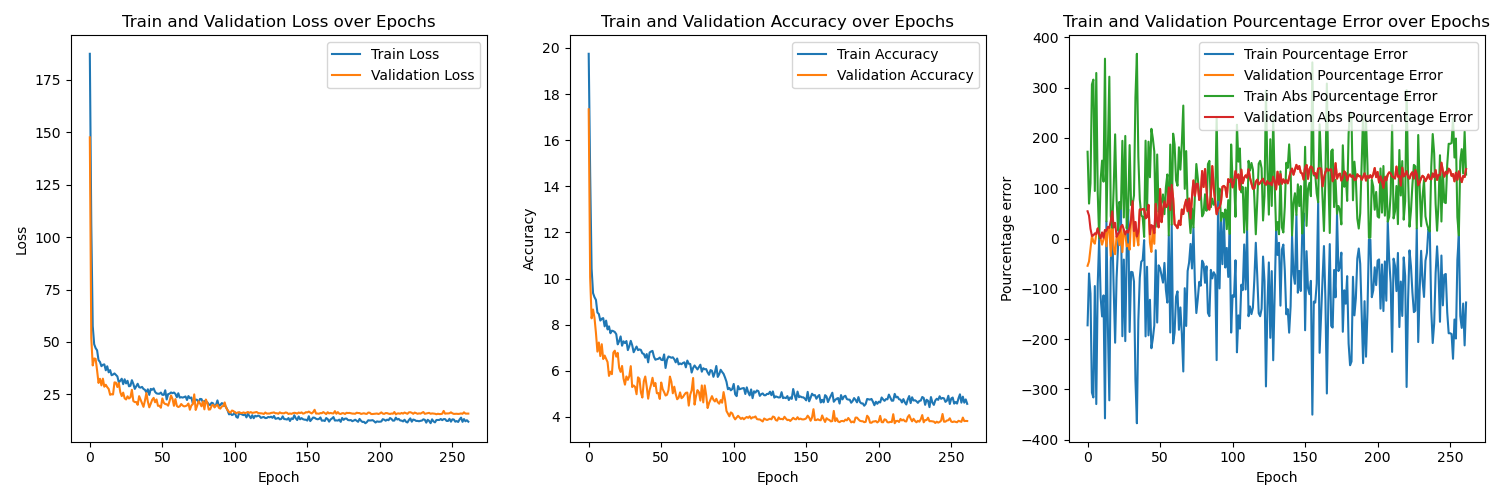 Train and Validation Loss over Epochs
Train Loss
Validation Loss
175
150
125
100
75
50
25
Loss
0
50
100
150
200
250
Epoch
Train and Validation Accuracy over Epochs
Train Accuracy
Validation Accuracy
20
18
16
14
12
10
8
6
4
Accuracy
0
50
100
150
200
250
Epoch
Train and Validation Pourcentage Error over Epochs
Train Pourcentage Error
Validation Pourcentage Error
Train Abs Pourcentage Error
Validation Abs Pourcentage Error
400
300
200
100
0
−100
−200
−300
−400
Pourcentage error
0
50
100
150
200
250
Epoch